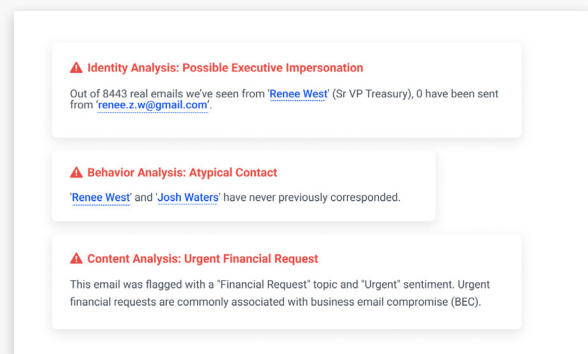 Identity Analysis: Possible Executive Impersonation
Out of 8443 real emails we've seen from 'Renee West' (Sr VP Treasury), 0 have been sent
from 'renee.z.w@gmail.com'.
Behavior Analysis: Atypical Contact
'Renee West' and 'Josh Waters' have never previously corresponded.
Content Analysis: Urgent Financial Request
This email was flagged with a "Financial Request" topic and "Urgent" sentiment. Urgent
financial requests are commonly associated with business email compromise (BEC).